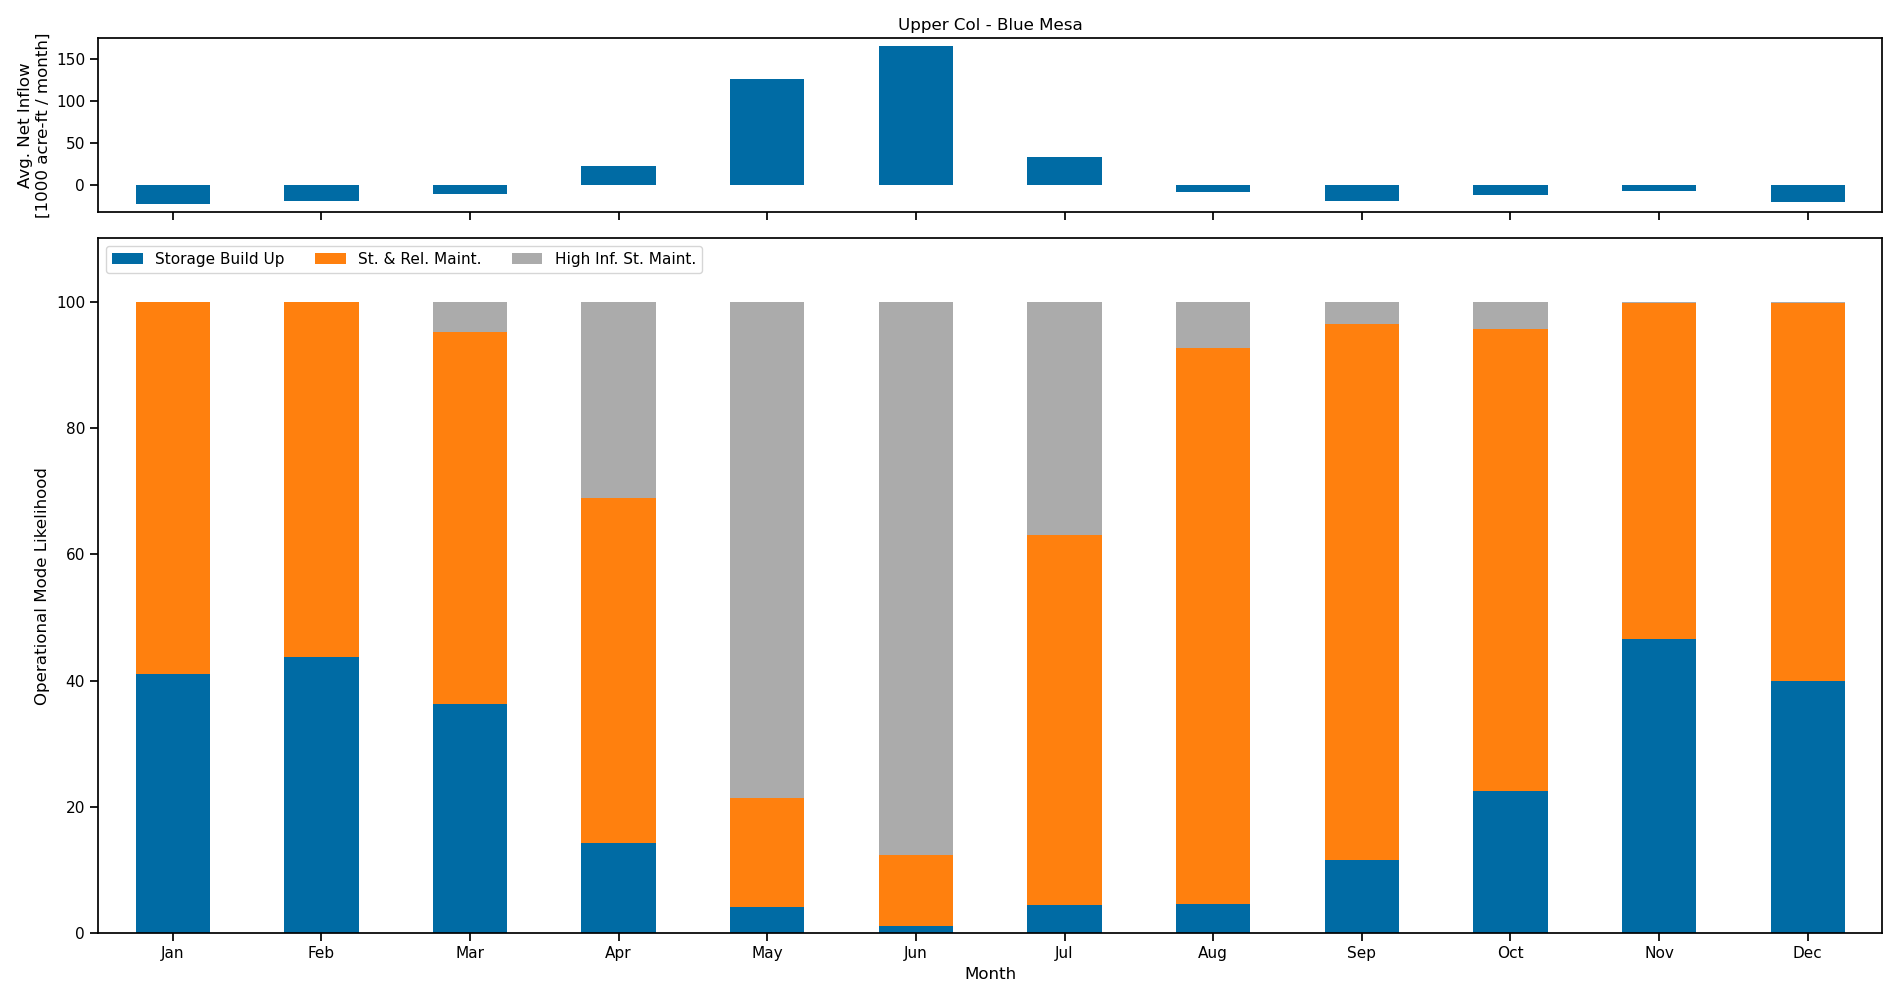 Upper Col - Blue Mesa
Avg. Net Inflow
[1000 acre-ft / month]
150
100
50
0
Storage Build Up
St. & Rel. Maint.
High Inf. St. Maint.
Operational Mode Likelihood
100
80
60
40
20
0
Jan Feb Mar Apr May Jun Jul Aug Sep Oct Nov Dec
Month